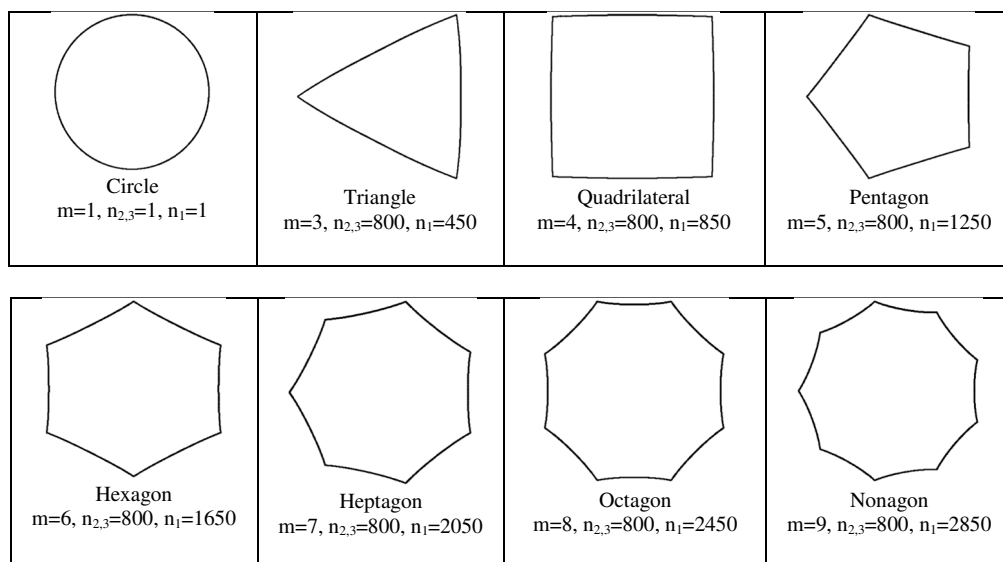 Circle
m=1, n2,3=1, n1=1
Triangle
m=3, n2,3=800, n1=450
Quadrilateral
m=4, n2,3=800, n1=850
Pentagon
m=5, n2,3=800, n1=1250
Hexagon
m=6, n2,3=800, n1=1650
Heptagon
m=7, n2,3=800, n1=2050
Octagon
m=8, n2,3=800, n1=2450
Nonagon
m=9, n2,3=800, n1=2850